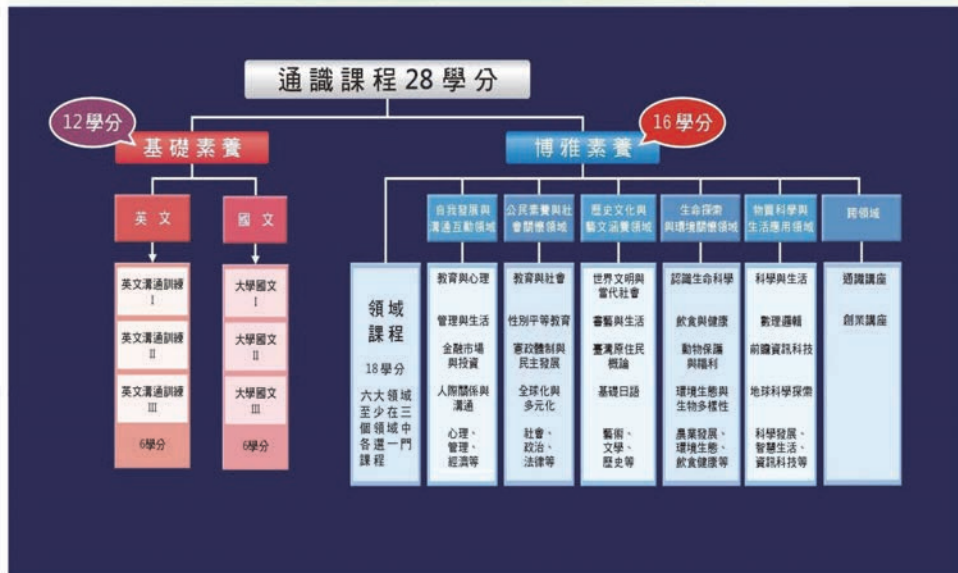 通識課程28學分
12學分
基礎素養
16學分
博雅素養
英文
英文溝通訓練
I
英文溝通訓練
II
英文溝通訓練
III
6學分
國文
大學國文
I
大學國文
II
大學國文
III
6學分
領域
課程
18學分
六大領域
至少在三
個領域中
各選一門
課程
自我發展與
溝通互動領域
教育與心理
管理與生活
金融市場
與投資
人際關係與
溝通
心理、
管理、
經濟等
公民素養與社
會關懷領域
教育與社會
性別平等教育
憲政體制與
民主發展
全球化與
多元化
社會、
政治、
法律等
歷史文化與
藝文涵養領域
世界文明與
當代社會
書藝與生活
臺灣原住民
概論
基礎日語
藝術、
文學、
歷史等
生命探索
與環境關懷領域
認識生命科學
飲食與健康
動物保護
與福利
環境生態與
生物多樣性
農業發展、
環境生態、
飲食健康等
物質科學與
生活應用領域
科學與生活
數理邏輯
前瞻資訊科技
地球科學探索
科學發展、
智慧生活、
資訊科技等
跨領域
通識講座
創業講座